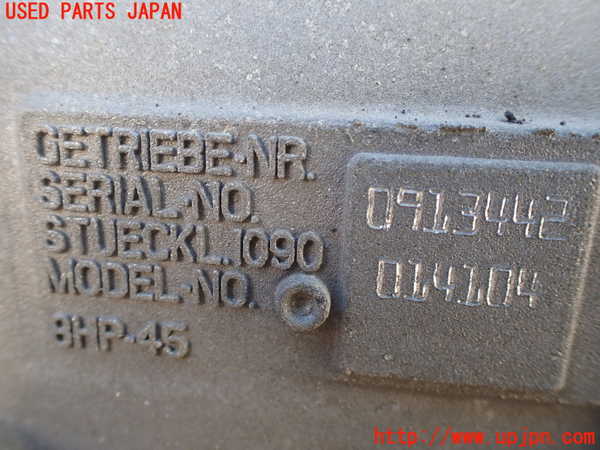 USED PARTS JAPAN
GETRIEBE-NR.
SERIAL-NO.
STUECKL.1090
MODEL-NO.
8HP-45
0913442
014104
http://www.upjpn.com/